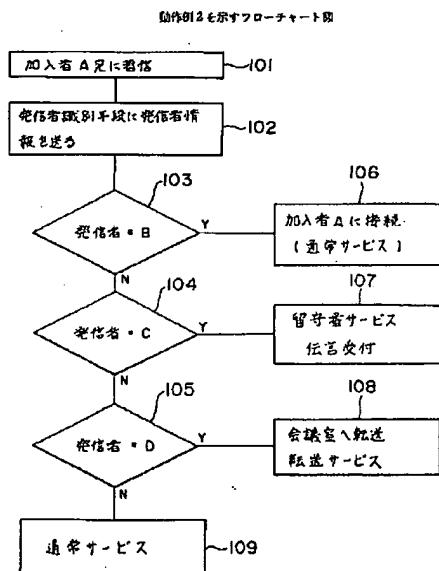 動作例2を示すフローチャート図
加入者A宛に着信
101
発信者識別手段に発信者情
報を送る
102
103
発信者=B
Y
N
106
加入者Aに接続
(通常サービス)
104
発信者=C
Y
N
107
留守番サービス
伝言受付
105
発信者=D
Y
N
108
会議室へ転送
転送サービス
通常サービス
109